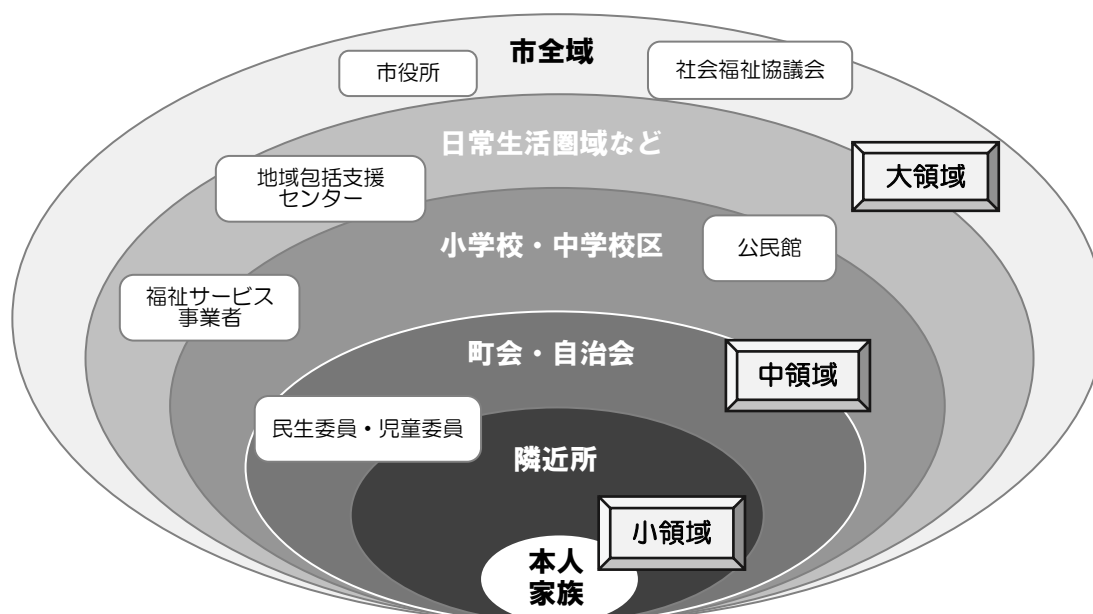 市全域
市役所
社会福祉協議会
日常生活圏域など
大領域
地域包括支援
センター
小学校・中学校区
公民館
福祉サービス
事業者
町会・自治会
中領域
民生委員・児童委員
隣近所
小領域
本人
家族